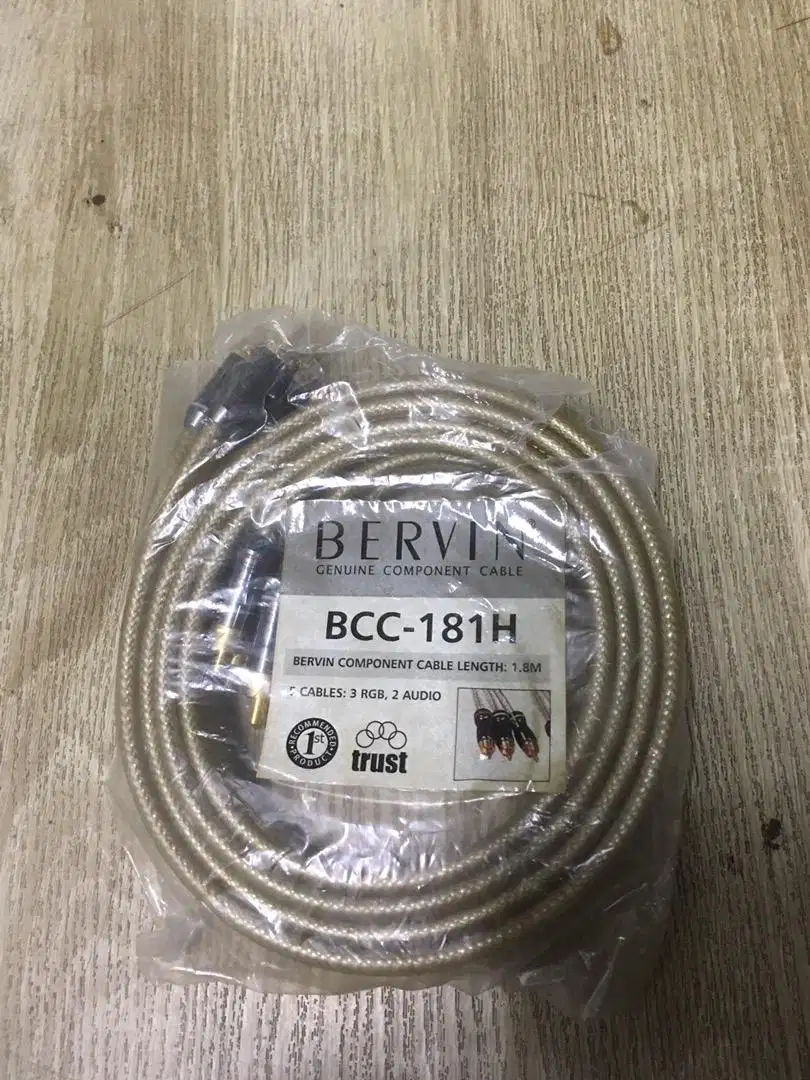 BERVIN
GENUINE COMPONENT CABLE
BCC-181H
BERVIN COMPONENT CABLE LENGTH: 1.8M
5 CABLES: 3 RGB, 2 AUDIO
RECOMMENDED
1st
PRODUCT
trust